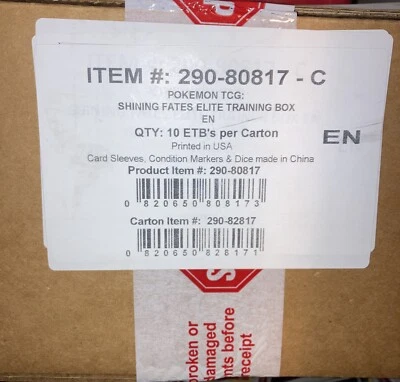 ITEM #: 290-80817 - C
POKEMON TCG:
SHINING FATES ELITE TRAINING BOX
EN
QTY: 10 ETB's per Carton
EN
Printed in USA
Card Sleeves, Condition Markers & Dice made in China
Product Item #: 290-80817
0 820650 808173
Carton Item #: 290-82817
0 820650 828171
S
broken or
damaged
nts before
receipt